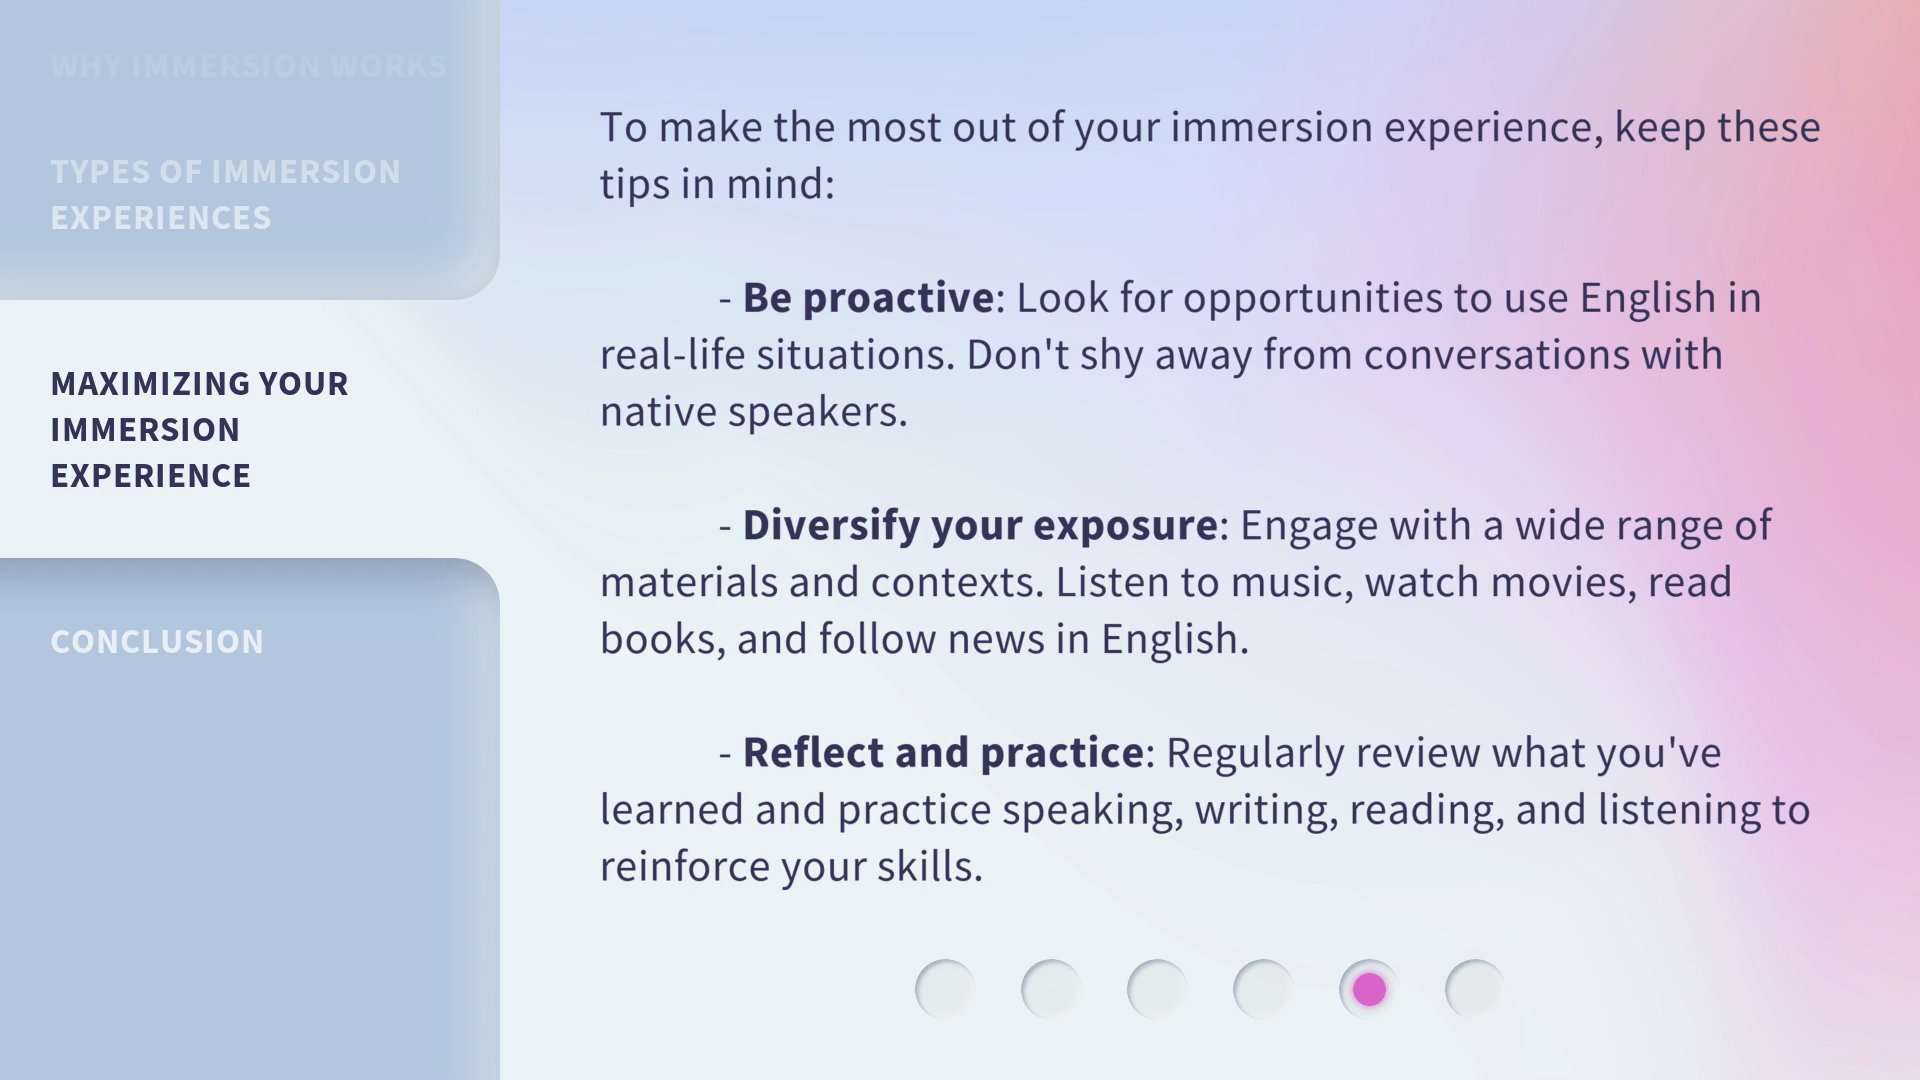 WHY IMMERSION WORKS
TYPES OF IMMERSION
EXPERIENCES
MAXIMIZING YOUR
IMMERSION
EXPERIENCE
CONCLUSION
To make the most out of your immersion experience, keep these
tips in mind:
- Be proactive: Look for opportunities to use English in
real-life situations. Don't shy away from conversations with
native speakers.
- Diversify your exposure: Engage with a wide range of
materials and contexts. Listen to music, watch movies, read
books, and follow news in English.
- Reflect and practice: Regularly review what you've
learned and practice speaking, writing, reading, and listening to
reinforce your skills.